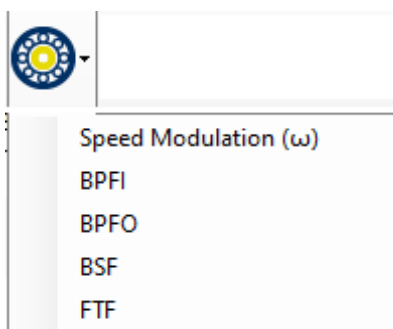 Speed Modulation (ω)
BPFI
BPFO
BSF
FTF